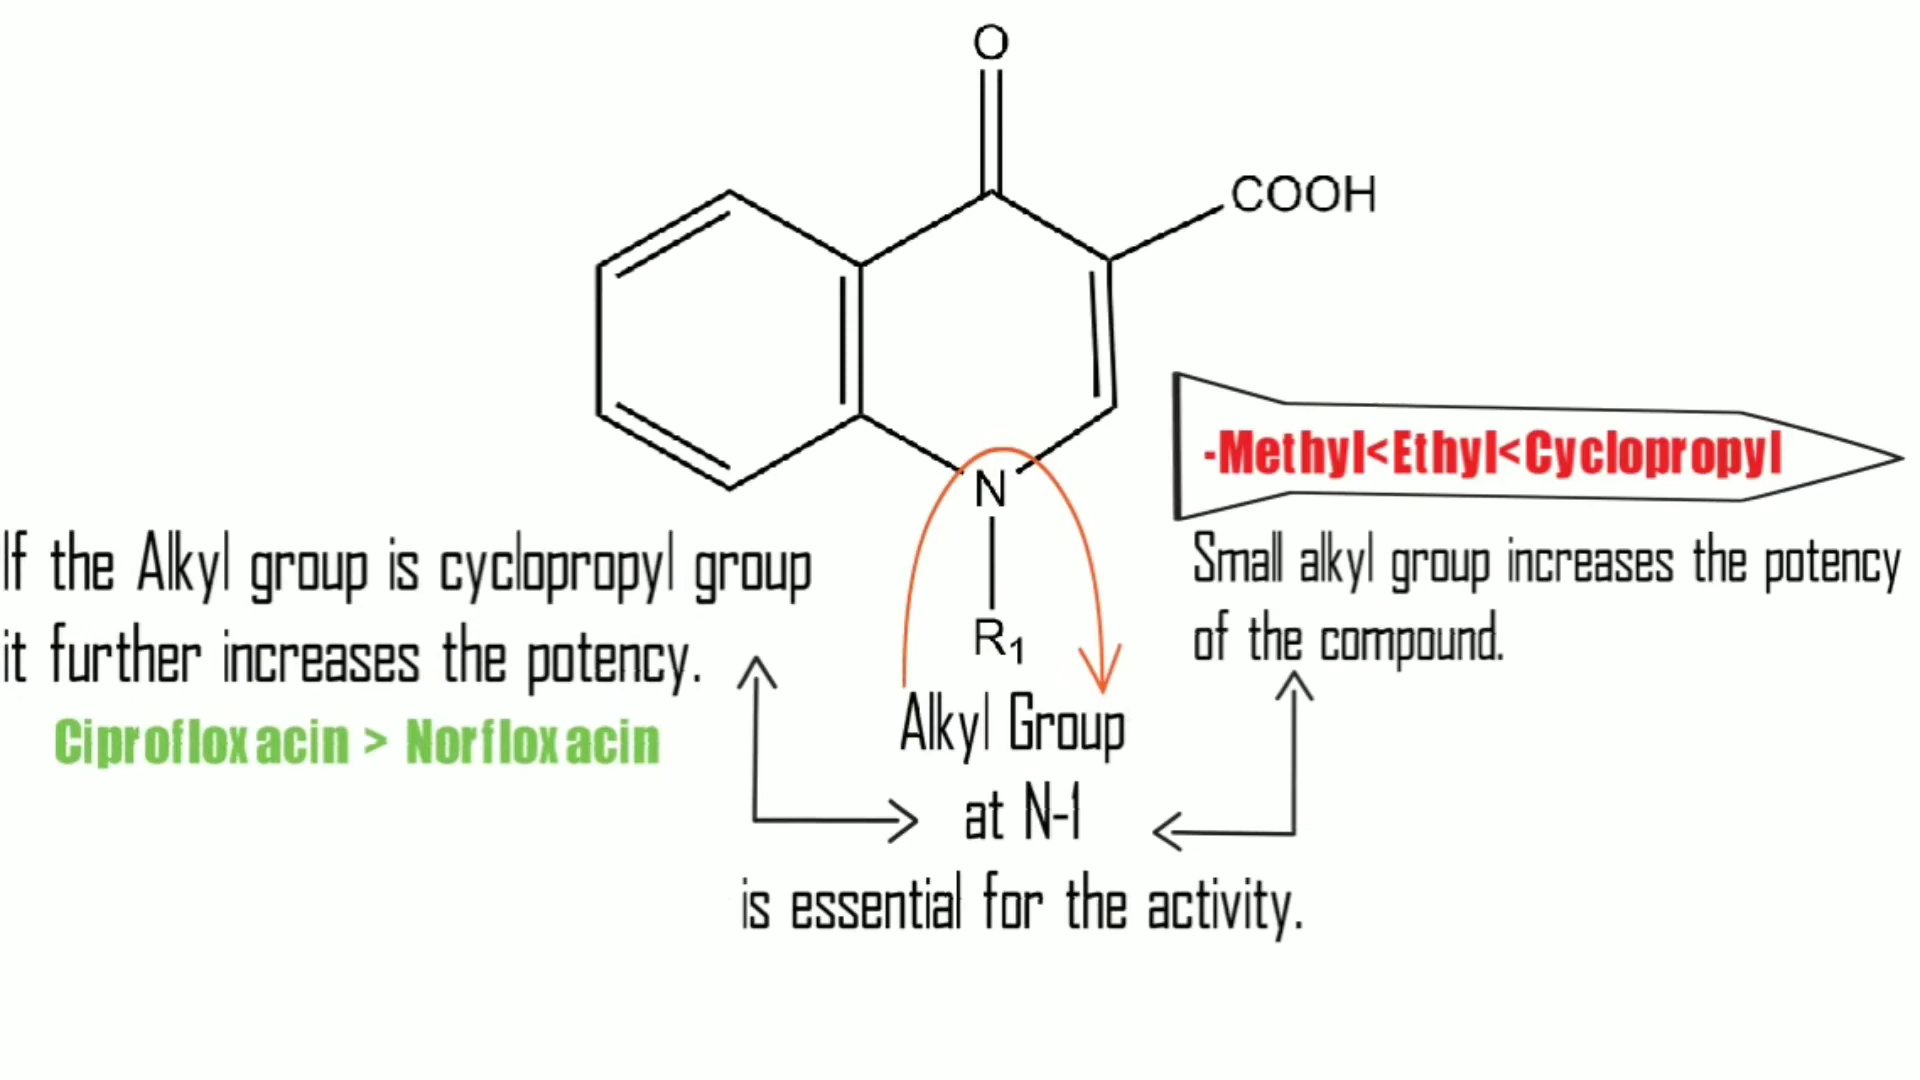 O
COOH
N
R1
-Methyl<Ethyl<Cyclopropyl
Small alkyl group increases the potency
of the compound.
If the Alkyl group is cyclopropyl group
it further increases the potency.
Ciprofloxacin > Norfloxacin
Alkyl Group
at N-1
is essential for the activity.